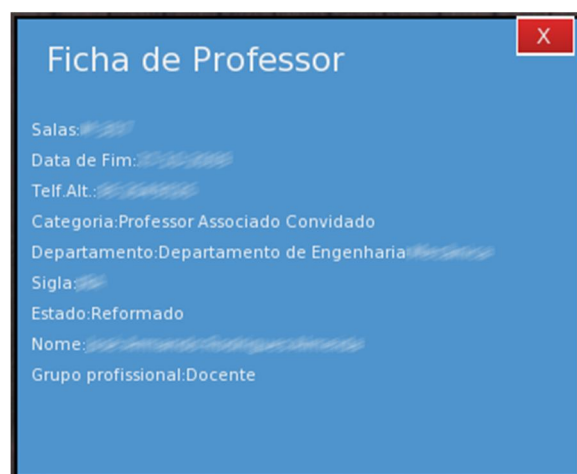 X
Ficha de Professor
Salas:
Data de Fim:
Telf.Alt.:
Categoria:Professor Associado Convidado
Departamento:Departamento de Engenharia
Sigla:
Estado:Reformado
Nome:
Grupo profissional:Docente